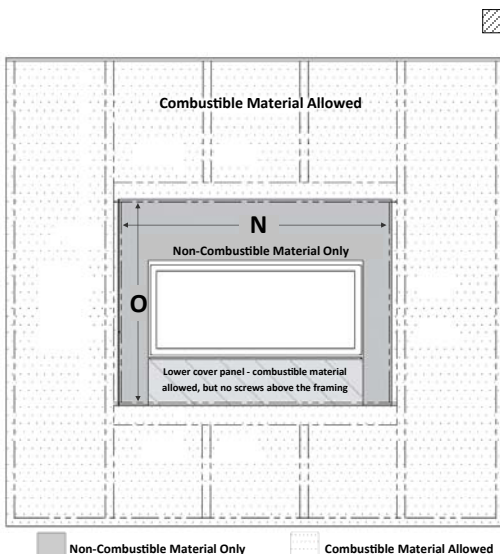 Combustible Material Allowed
N
Non-Combustible Material Only
O
Lower cover panel - combustible material
allowed, but no screws above the framing
Non-Combustible Material Only
Combustible Material Allowed